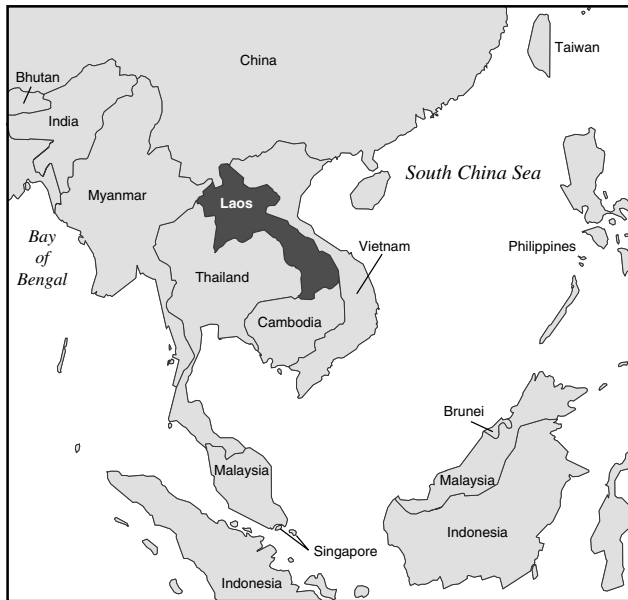 Taiwan
China
Bhutan
India
South China Sea
Myanmar
Laos
Bay
of
Bengal
Vietnam
Philippines
Thailand
Cambodia
Brunei
Malaysia
Malaysia
Indonesia
Singapore
Indonesia